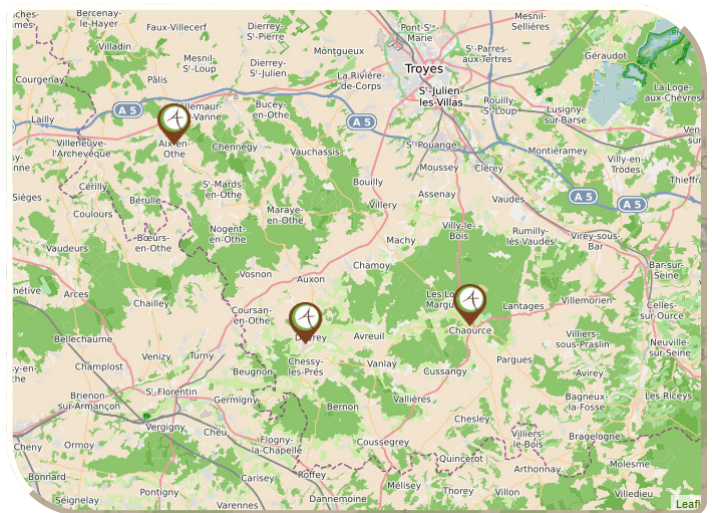 Bercenay-
le-Hayer
Faux-Villecerf
Dierrey-
Sᵗ-Pierre
Pont-Sᵗᵉ
Marie
Mesnil-
Sellières
Villadin
Montgueux
Sᵗ-Parres-
aux-Tertres
Géraudot
Mesnil-
Sᵗ-Loup
Dierrey-
Sᵗ-Julien
Troyes
Courgenay
Pâlis
La Rivière-
de-Corps
Sᵗ-Julien-
les-Villas
La Loge-
aux-Chèvres
Bucey-
en-Othe
Rouilly-
Sᵗ-Loup
Lusigny-
sur-Barse
A 5
Lailly
A 5
Villeneuve-
l'Archevêque
Aix-en-
Othe
Chennegy
Vauchassis
Sᵗ-Pouange
Montiéramey
Moussey
Clérey
Villy-en-
Trodes
Cérilly
Sᵗ-Mards-
en-Othe
Bouilly
Assenay
Vaudes
A 5
A 5
Sièges
Bérulle
Coulours
Maraye-
en-Othe
Villery
Villy-le-
Bois
Rumilly-
lès-Vaudes
Virey-sous-
Bar
Nogent-
en-Othe
Bœurs-
en-Othe
Machy
Vaudeurs
Vosnon
Auxon
Chamoy
Bar-sur-
Seine
Arces
Chailley
Coursan-
en-Othe
Lantages
Villemorien
Celles-
sur-Ource
Chaource
Bellechaume
Avreuil
Villiers-
sous-Praslin
Neuville-
sur-Seine
Venizy
Turny
Chessy-
les-Prés
Vanlay
Pargues
Champlost
Beugnon
Cussangy
Avirey
Sᵗ-Florentin
Brienon-
sur-Armançon
Germigny
Bernon
Vallières
Bagneux-
la-Fosse
Les Riceys
Vergigny
Chéu
Chesley
Villiers-
le-Bois
Bragelogne
Cheny
Ormoy
Flogny-
la-Chapelle
Coussegrey
Quincerot
Arthonnay
Molesme
Bonnard
Roffey
Carisey
Mélisey
Thorey
Villon
Villedieu
Pontigny
Seignelay
Varennes
Dannemoine
Leafl